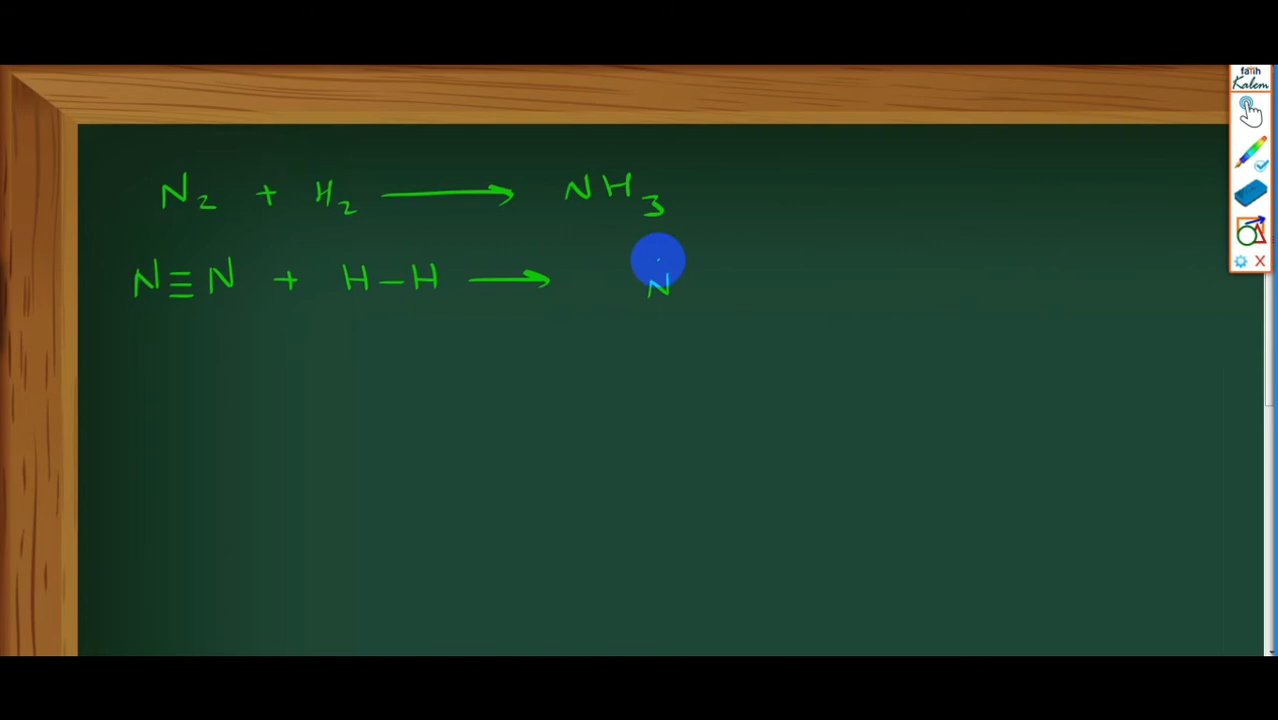 N₂ + H₂ ⟶ NH₃
N≡N + H−H ⟶ N
fatih
Kalem